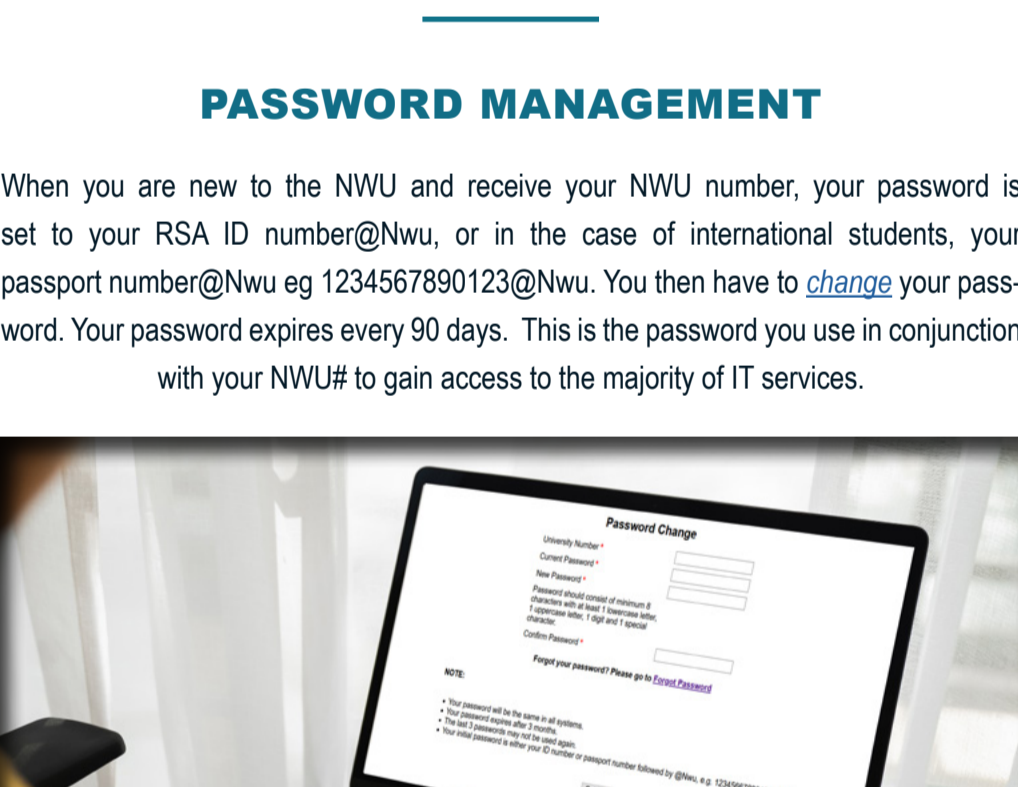 PASSWORD MANAGEMENT
When you are new to the NWU and receive your NWU number, your password is
set to your RSA ID number@Nwu, or in the case of international students, your
passport number@Nwu eg 1234567890123@Nwu. You then have to change your pass-
word. Your password expires every 90 days. This is the password you use in conjunction
with your NWU# to gain access to the majority of IT services.
Password Change
University Number *
Current Password *
New Password *
Password should consist of minimum 8
characters with at least 1 lowercase letter,
1 uppercase letter, 1 digit and 1 special
character.
Confirm Password *
Forgot your password? Please go to Forgot Password
NOTE:
• Your password will be the same in all systems.
• Your password expires after 3 months.
• The last 3 passwords may not be used again.
• Your initial password is either your ID number or passport number followed by @Nwu, e.g.